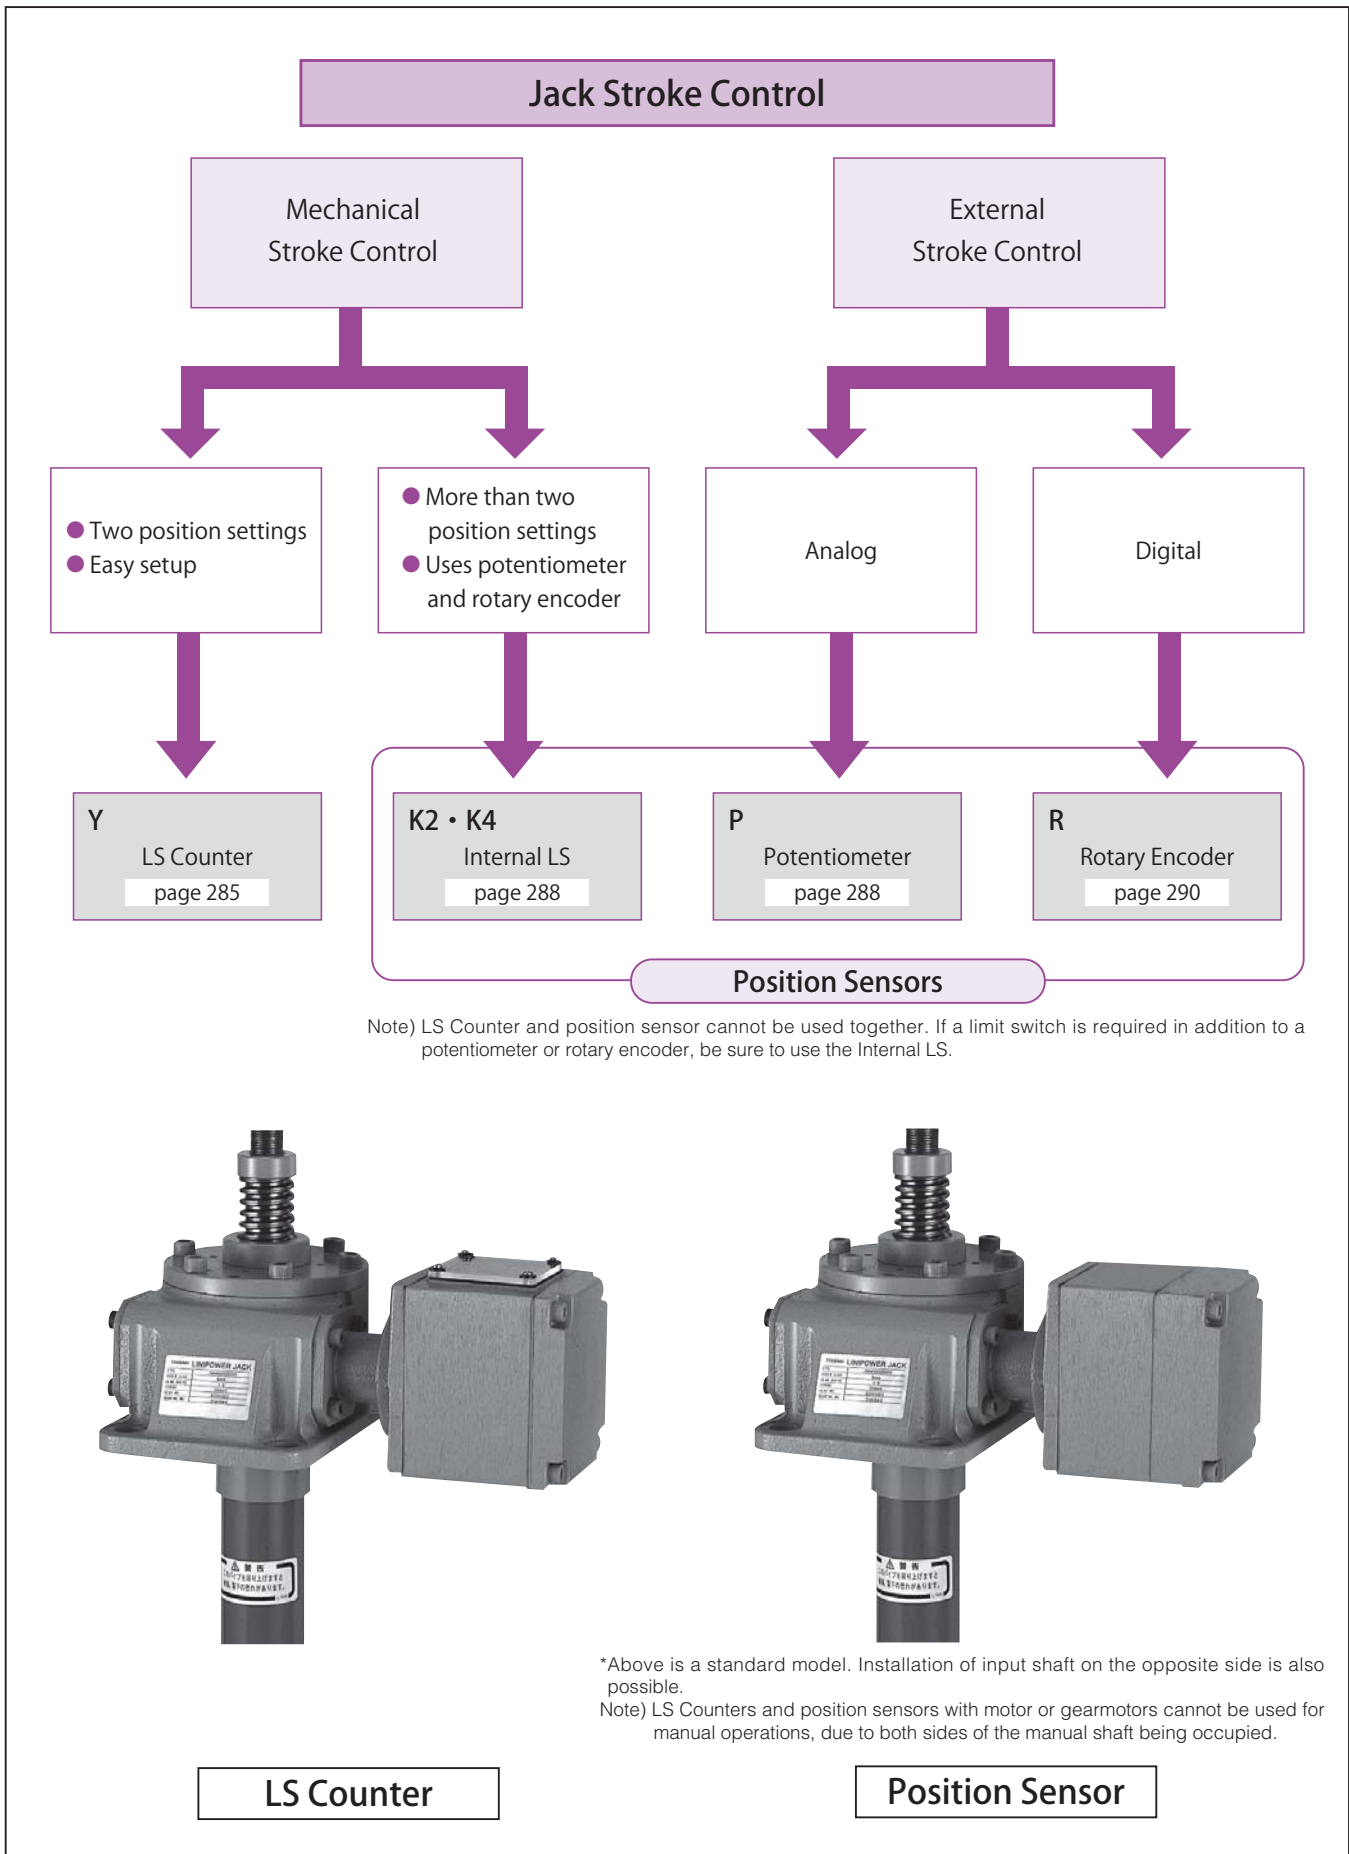 Jack Stroke Control
Mechanical
Stroke Control
External
Stroke Control
● Two position settings
● Easy setup
● More than two
position settings
● Uses potentiometer
and rotary encoder
Analog
Digital
Y
LS Counter
page 285
K2・K4
Internal LS
page 288
P
Potentiometer
page 288
R
Rotary Encoder
page 290
Position Sensors
Note) LS Counter and position sensor cannot be used together. If a limit switch is required in addition to a
potentiometer or rotary encoder, be sure to use the Internal LS.
LINIPOWER JACK
警告
LINIPOWER JACK
警告
*Above is a standard model. Installation of input shaft on the opposite side is also
possible.
Note) LS Counters and position sensors with motor or gearmotors cannot be used for
manual operations, due to both sides of the manual shaft being occupied.
LS Counter
Position Sensor